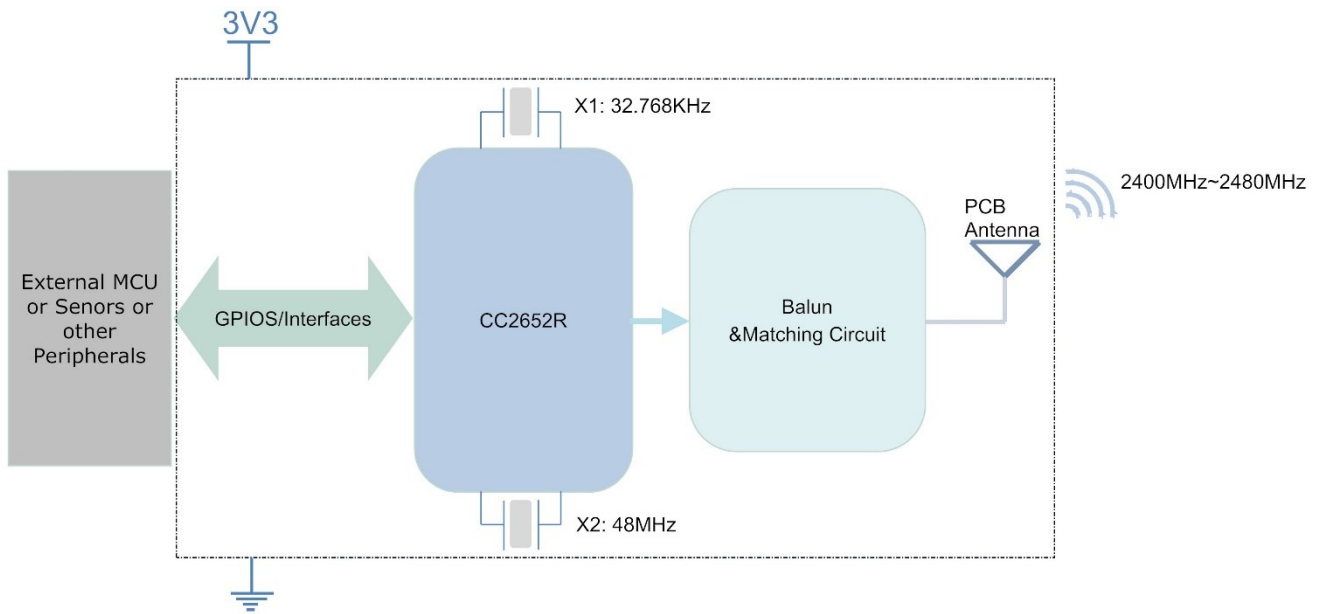 3V3
X1: 32.768KHz
2400MHz~2480MHz
PCB
Antenna
External MCU
or Senors or
other
Peripherals
GPIOS/Interfaces
CC2652R
Balun
&Matching Circuit
X2: 48MHz